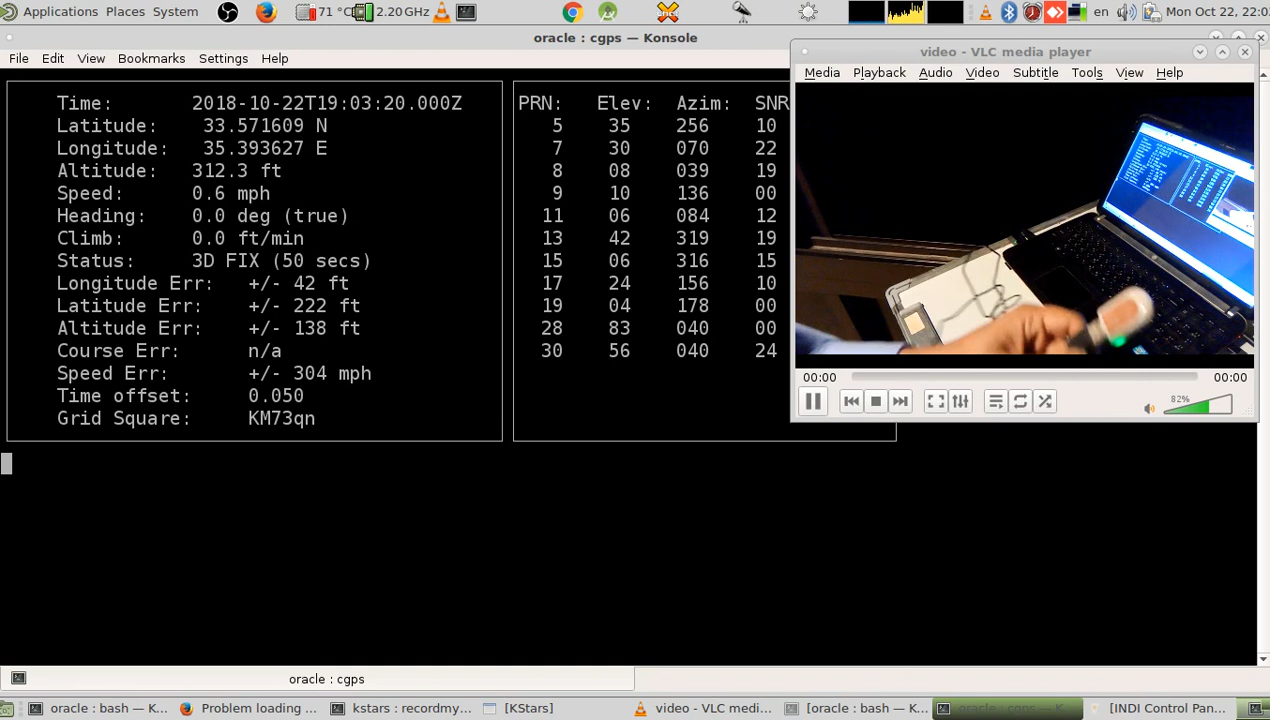 Applications Places System 71 °C 2.20 GHz en Mon Oct 22, 22:0
oracle : cgps — Konsole
File Edit View Bookmarks Settings Help
Time: 2018-10-22T19:03:20.000Z
Latitude: 33.571609 N
Longitude: 35.393627 E
Altitude: 312.3 ft
Speed: 0.6 mph
Heading: 0.0 deg (true)
Climb: 0.0 ft/min
Status: 3D FIX (50 secs)
Longitude Err: +/- 42 ft
Latitude Err: +/- 222 ft
Altitude Err: +/- 138 ft
Course Err: n/a
Speed Err: +/- 304 mph
Time offset: 0.050
Grid Square: KM73qn
PRN: Elev: Azim: SNR
5 35 256 10
7 30 070 22
8 08 039 19
9 10 136 00
11 06 084 12
13 42 319 19
15 06 316 15
17 24 156 10
19 04 178 00
28 83 040 00
30 56 040 24
video - VLC media player
Media Playback Audio Video Subtitle Tools View Help
00:00 00:00
82%
oracle : cgps
oracle : bash — K... Problem loading ... kstars : recordmy... [KStars] video - VLC medi... [oracle : bash — K... oracle : cgps — K... [INDI Control Pan...